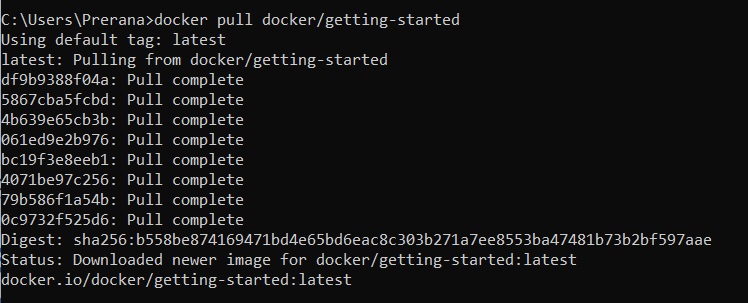 C:\Users\Prerana>docker pull docker/getting-started
Using default tag: latest
latest: Pulling from docker/getting-started
df9b9388f04a: Pull complete
5867cba5fcbd: Pull complete
4b639e65cb3b: Pull complete
061ed9e2b976: Pull complete
bc19f3e8eeb1: Pull complete
4071be97c256: Pull complete
79b586f1a54b: Pull complete
0c9732f525d6: Pull complete
Digest: sha256:b558be874169471bd4e65bd6eac8c303b271a7ee8553ba47481b73b2bf597aae
Status: Downloaded newer image for docker/getting-started:latest
docker.io/docker/getting-started:latest